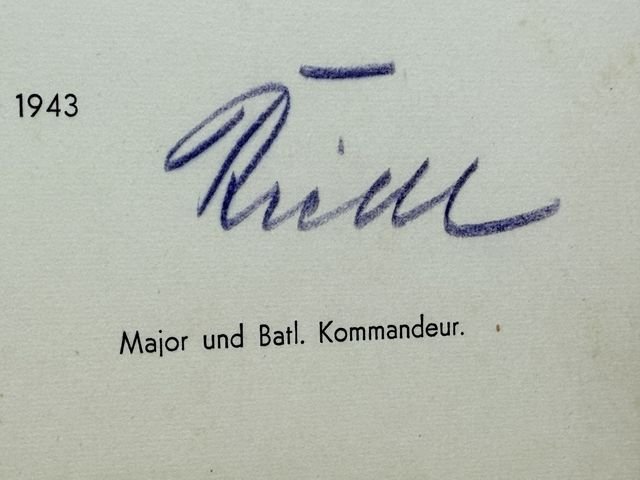 1943
Major und Batl. Kommandeur.